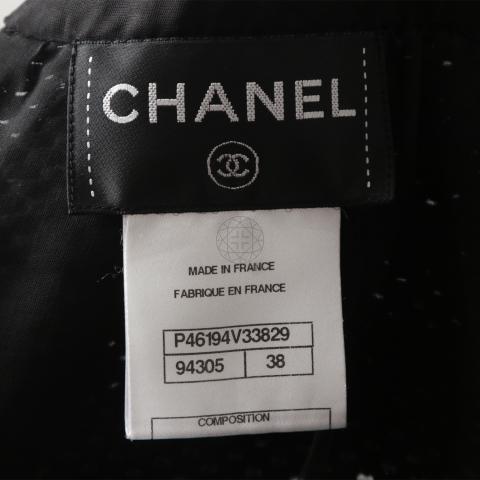 CHANEL
MADE IN FRANCE
FABRIQUE EN FRANCE
P46194V33829
94305 38
COMPOSITION